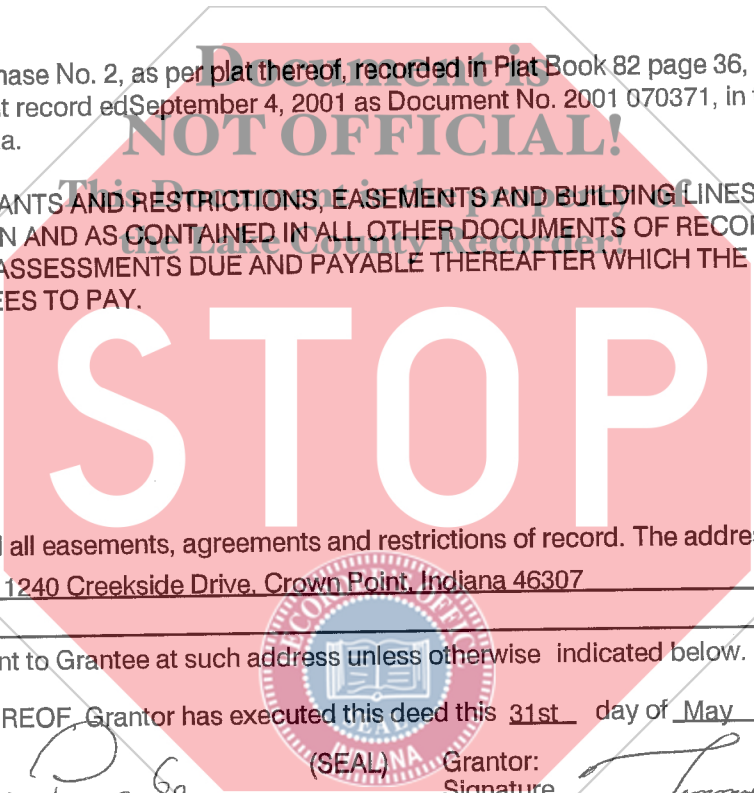 Document is
hase No. 2, as per plat thereof, recorded in Plat Book 82 page 36,
t record edSeptember 4, 2001 as Document No. 2001 070371, in
NOT OFFICIAL!
a.
This Document is the property of
ANTS AND RESTRICTIONS, EASEMENTS AND BUILDING LINES
N AND AS CONTAINED IN ALL OTHER DOCUMENTS OF RECO
the Lake County Recorder!
ASSESSMENTS DUE AND PAYABLE THEREAFTER WHICH THE
EES TO PAY.
STOP
all easements, agreements and restrictions of record. The addres
1240 Creekside Drive, Crown Point, Indiana 46307
RECORDER OFFICE
nt to Grantee at such address unless otherwise indicated below.
REOF, Grantor has executed this deed this 31st day of May
SEAL
INDIANA
(SEAL) Grantor:
Signature